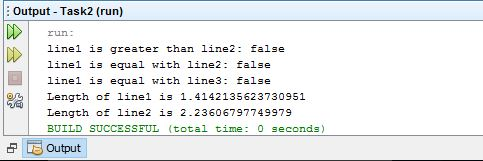 Output - Task2 (run)
run:
line1 is greater than line2: false
line1 is equal with line2: false
line1 is equal with line3: false
Length of line1 is 1.4142135623730951
Length of line2 is 2.23606797749979
BUILD SUCCESSFUL (total time: 0 seconds)
Output